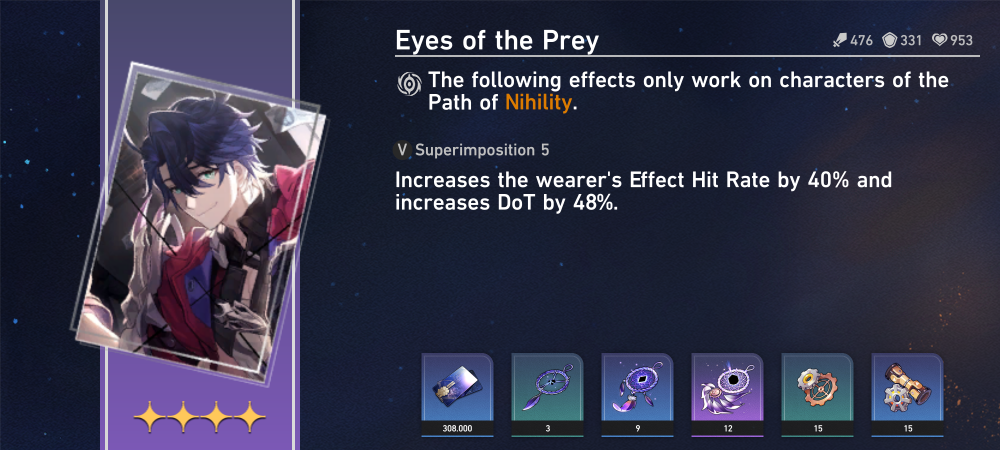 Eyes of the Prey
476 331 953
The following effects only work on characters of the
Path of Nihility.
V Superimposition 5
Increases the wearer's Effect Hit Rate by 40% and
increases DoT by 48%.
308.000 3 9 12 15 15